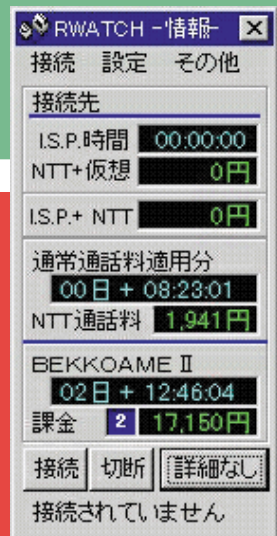 RWATCH -情報-
接続 設定 その他
接続先
I.S.P.時間 00:00:00
NTT+仮想 0円
I.S.P.+ NTT 0円
通常通話料適用分
00日 + 08:23:01
NTT通話料 1,941円
BEKKOAME II
02日 + 12:46:04
課金 2 17,150円
接続 切断 詳細なし
接続されていません